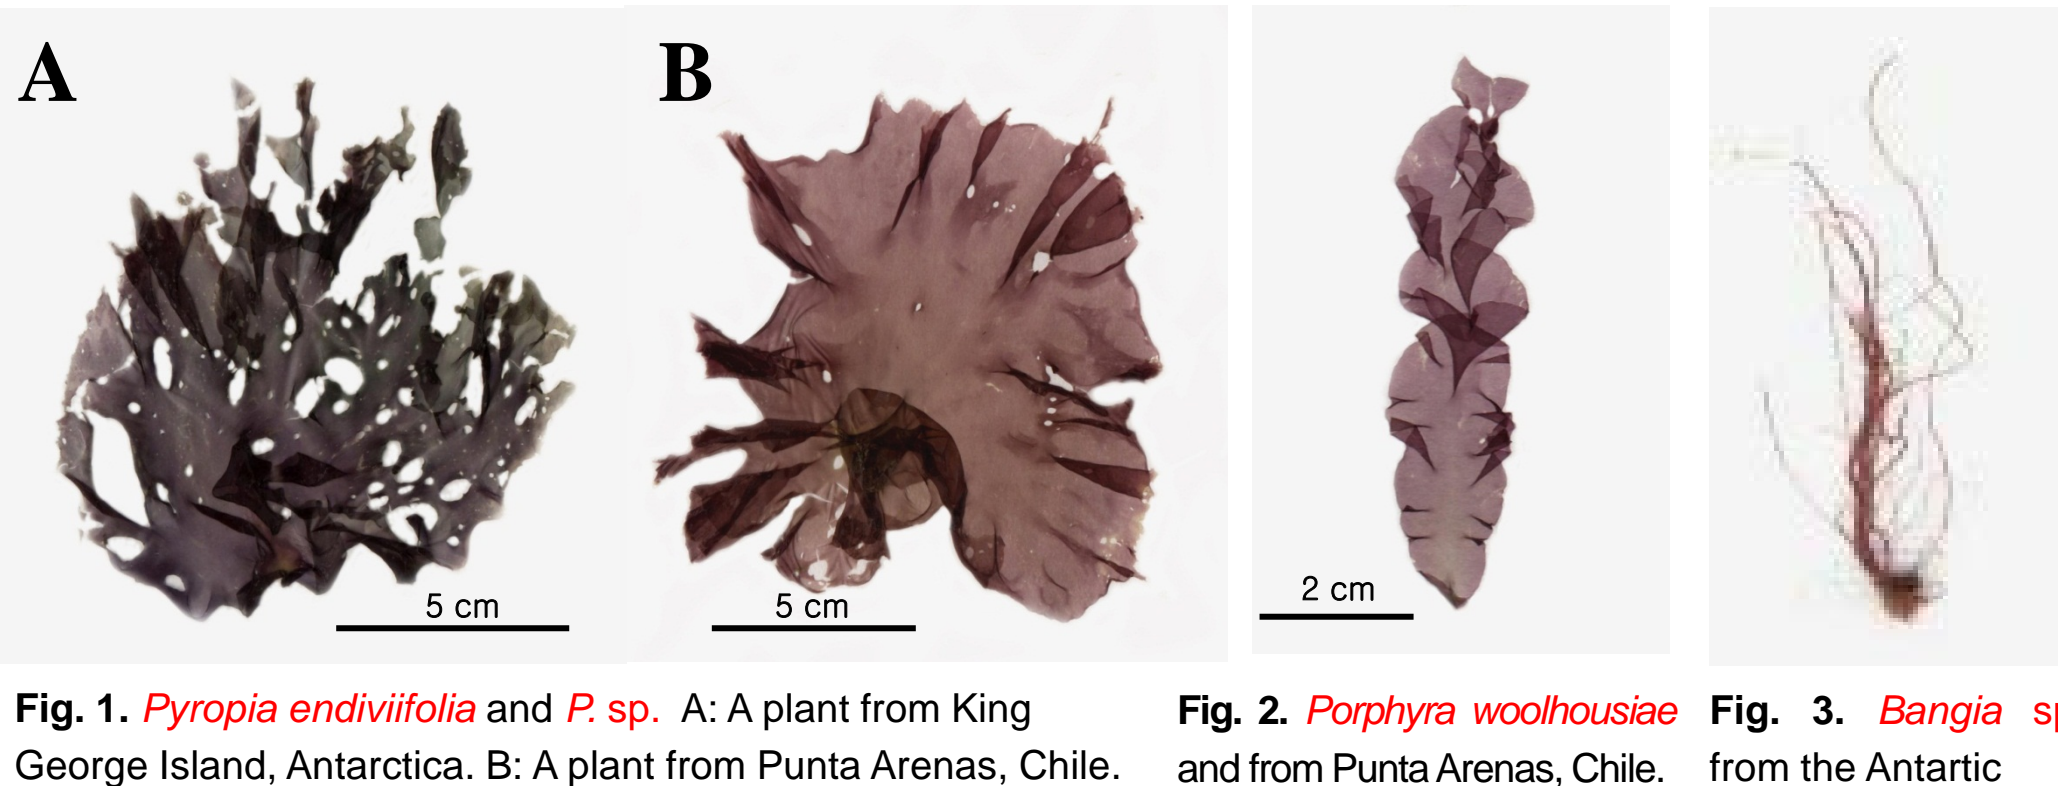 A
B
5 cm
5 cm
2 cm
Fig. 1. Pyropia endiviifolia and P. sp. A: A plant from King
George Island, Antarctica. B: A plant from Punta Arenas, Chile.
Fig. 2. Porphyra woolhousiae
and from Punta Arenas, Chile.
Fig. 3. Bangia sp
from the Antartic